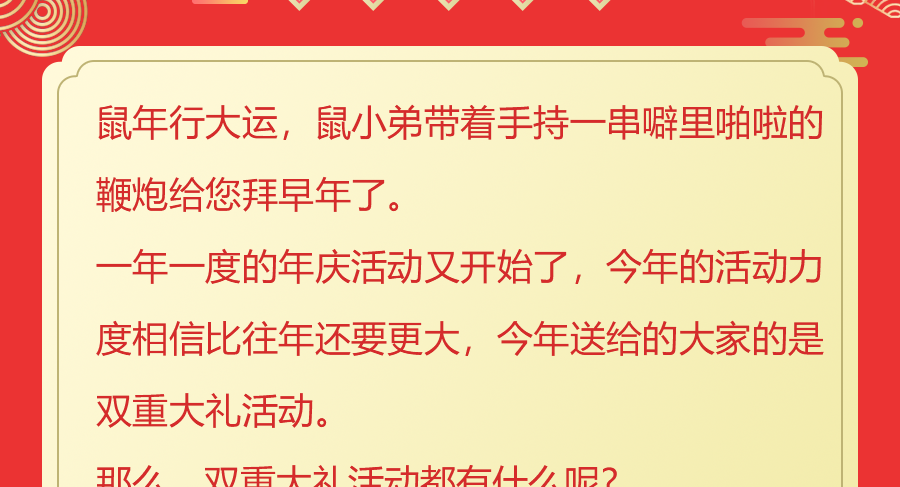 鼠年行大运，鼠小弟带着手持一串噼里啪啦的
鞭炮给您拜早年了。
一年一度的年庆活动又开始了，今年的活动力
度相信比往年还要更大，今年送给的大家的是
双重大礼活动。
那么，双重大礼活动都有什么呢？